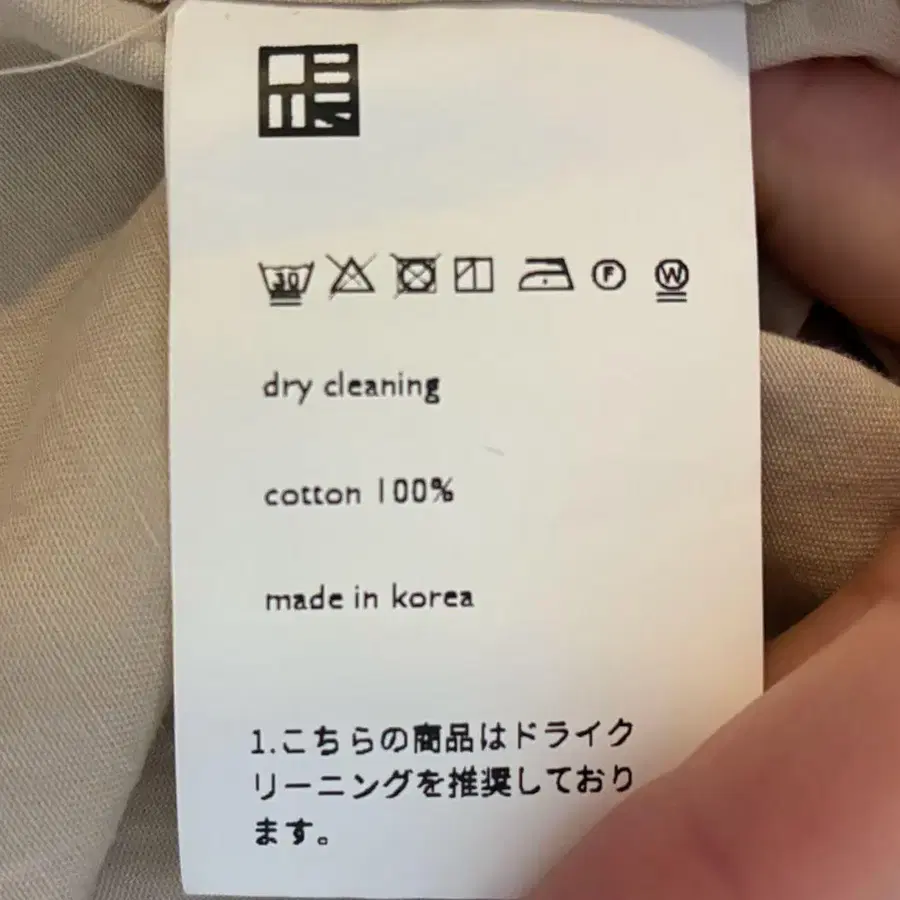 30 F W
dry cleaning
cotton 100%
made in korea
1.こちらの商品はドライク
リーニングを推奨しており
ます。